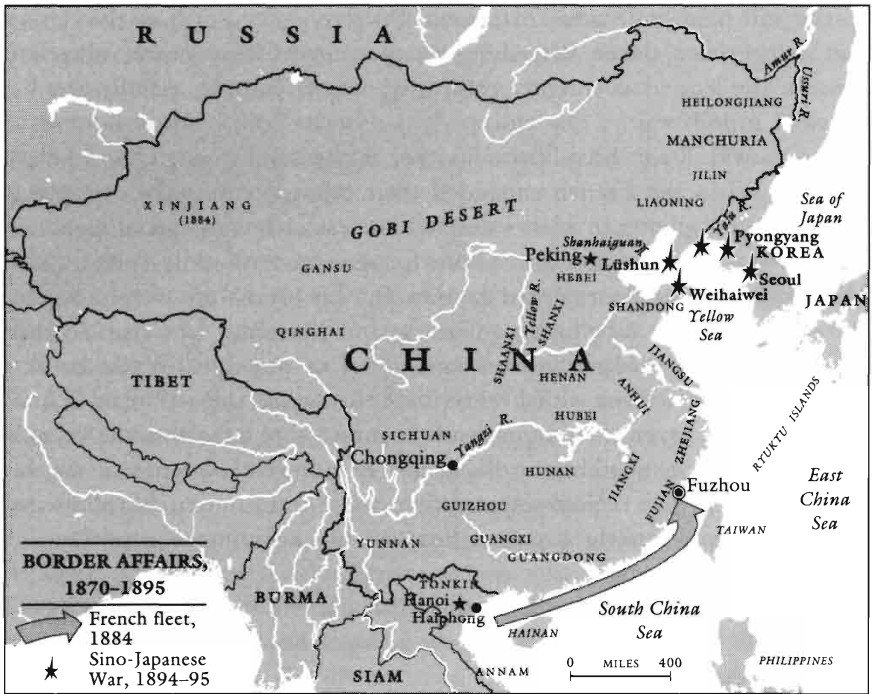 RUSSIA
Amur R.
Ussuri R.
HEILONGJIANG
MANCHURIA
JILIN
XINJIANG
(1884)
LIAONING
Sea of
Japan
GOBI DESERT
Yalu R.
Shanhaiguan
Pyongyang
Peking
Lüshun
KOREA
GANSU
HEBEI
Seoul
Weihaiwei
SHANDONG
JAPAN
Yellow
Sea
Yellow R.
SHANXI
SHAANXI
QINGHAI
CHINA
JIANGSU
TIBET
HENAN
ANHUI
RYUKYU ISLANDS
HUBEI
ZHEJIANG
SICHUAN
Yangzi R.
Chongqing
HUNAN
JIANGXI
Fuzhou
East
China
Sea
FUJIAN
GUIZHOU
TAIWAN
YUNNAN
GUANGXI
GUANGDONG
BORDER AFFAIRS,
1870–1895
TONKIN
BURMA
Hanoi
Haiphong
French fleet,
1884
HAINAN
South China
Sea
Sino-Japanese
War, 1894–95
0 MILES 400
PHILIPPINES
SIAM
ANNAM